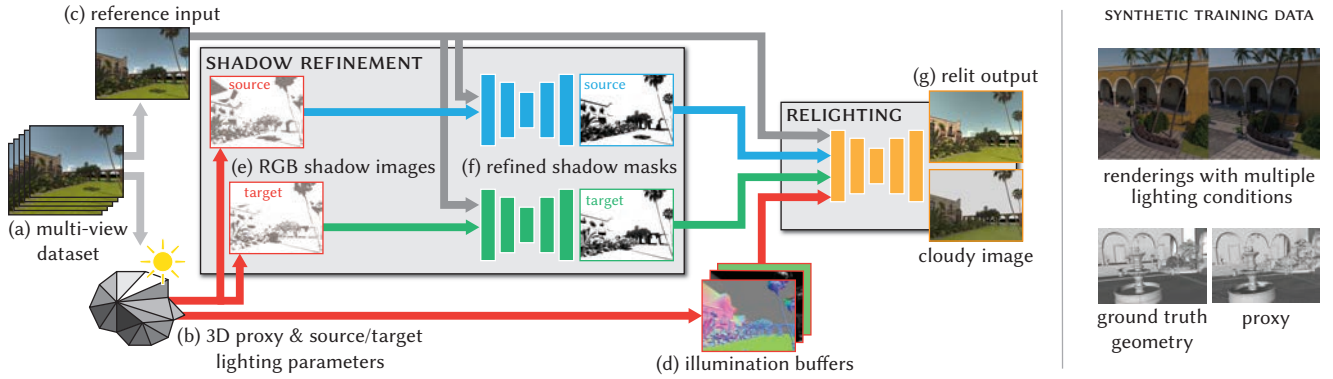 (c) reference input
SHADOW REFINEMENT
source
source
(e) RGB shadow images
(f) refined shadow masks
target
target
(a) multi-view
dataset
(b) 3D proxy & source/target
lighting parameters
(d) illumination buffers
RELIGHTING
(g) relit output
cloudy image
SYNTHETIC TRAINING DATA
renderings with multiple
lighting conditions
ground truth
geometry
proxy